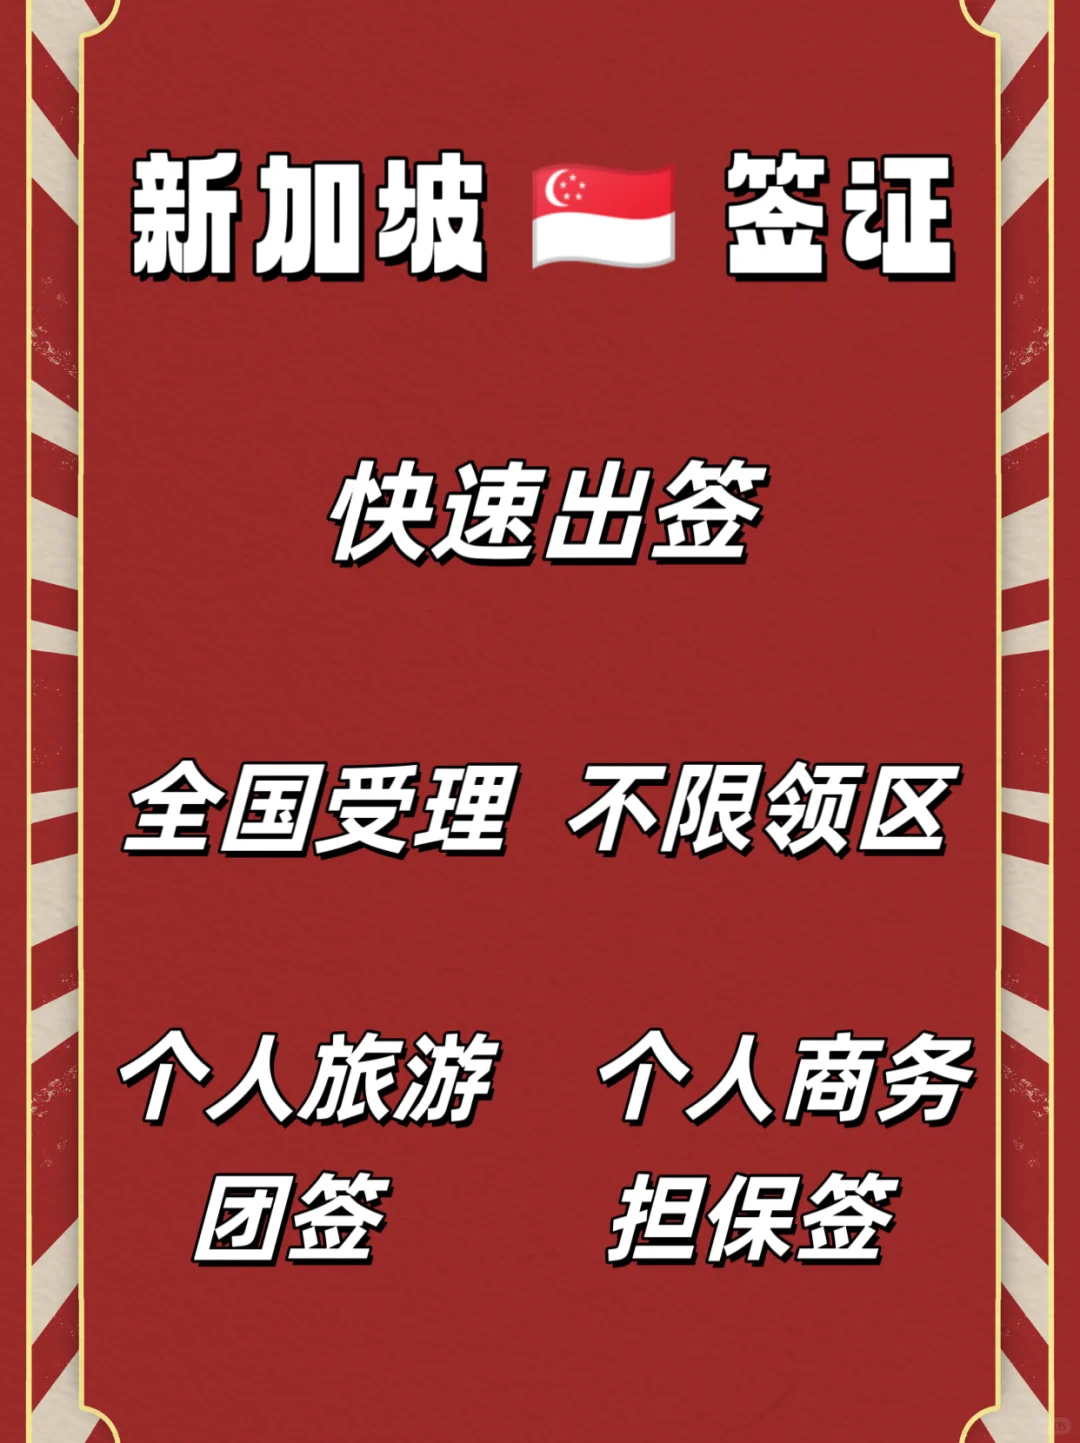 新加坡🇸🇬签证
快速出签
全国受理 不限领区
个人旅游 个人商务
团签 担保签